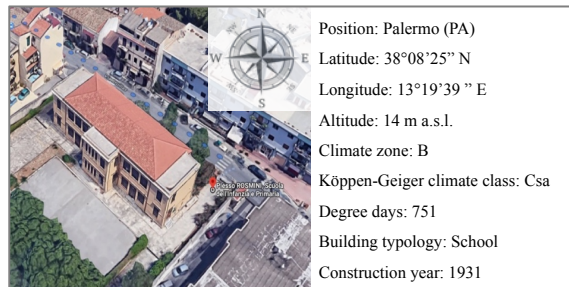 N
W
E
S
Plesso ROSMINI, Scuola
dell'Infanzia e Primaria
Position: Palermo (PA)
Latitude: 38°08'25” N
Longitude: 13°19'39 ” E
Altitude: 14 m a.s.l.
Climate zone: B
Köppen-Geiger climate class: Csa
Degree days: 751
Building typology: School
Construction year: 1931